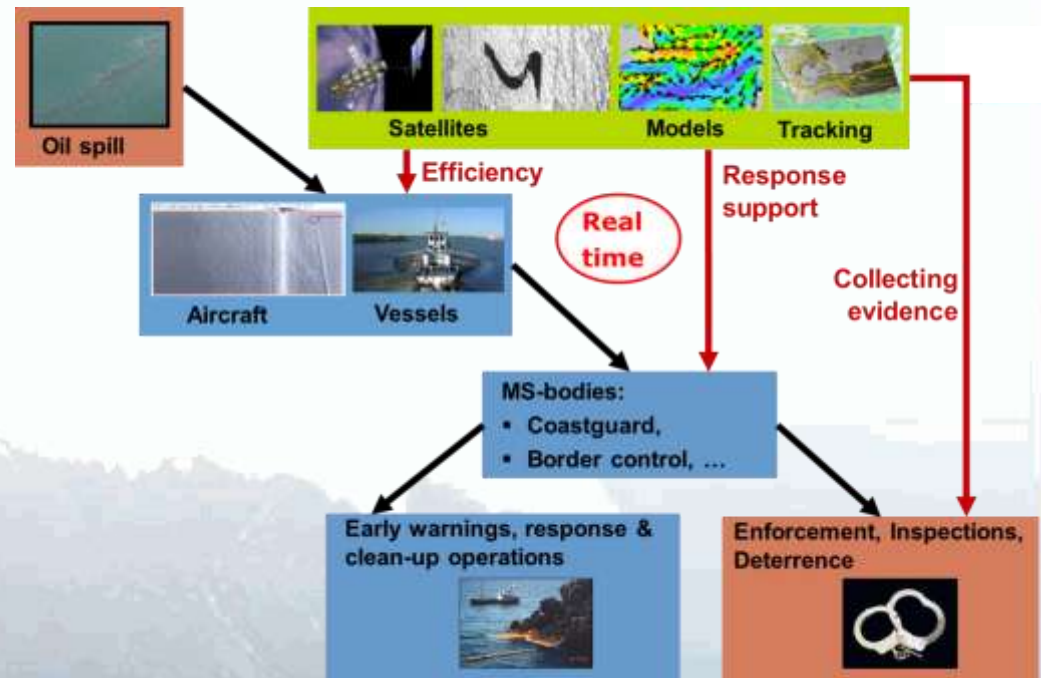 Oil spill
Satellites
Models
Tracking
Efficiency
Response
support
Real
time
Collecting
evidence
Aircraft
Vessels
MS-bodies:
▪ Coastguard,
▪ Border control, …
Early warnings, response &
clean-up operations
Enforcement, Inspections,
Deterrence